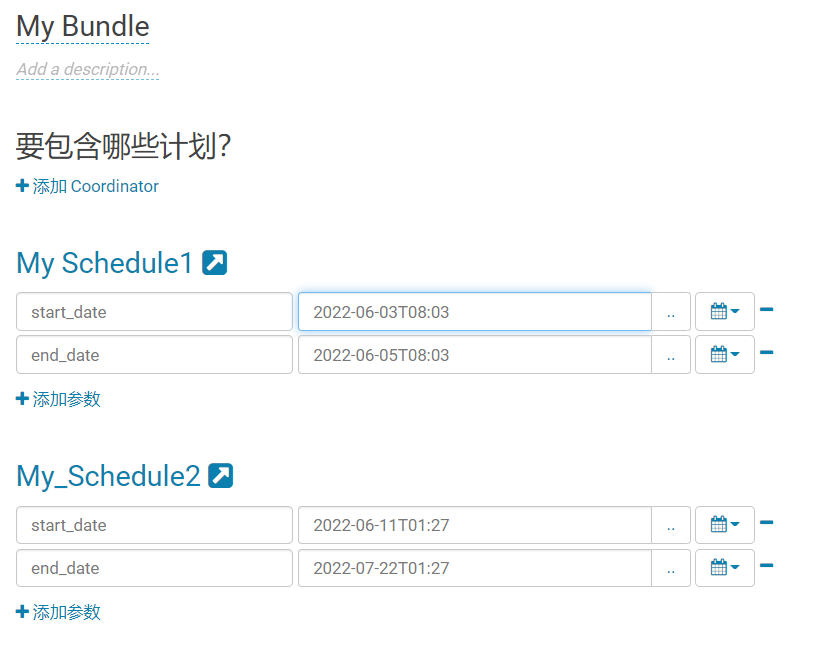 My Bundle
Add a description...
要包含哪些计划？
添加 Coordinator
My Schedule1
start_date 2022-06-03T08:03 ..
end_date 2022-06-05T08:03 ..
添加参数
My_Schedule2
start_date 2022-06-11T01:27 ..
end_date 2022-07-22T01:27 ..
添加参数